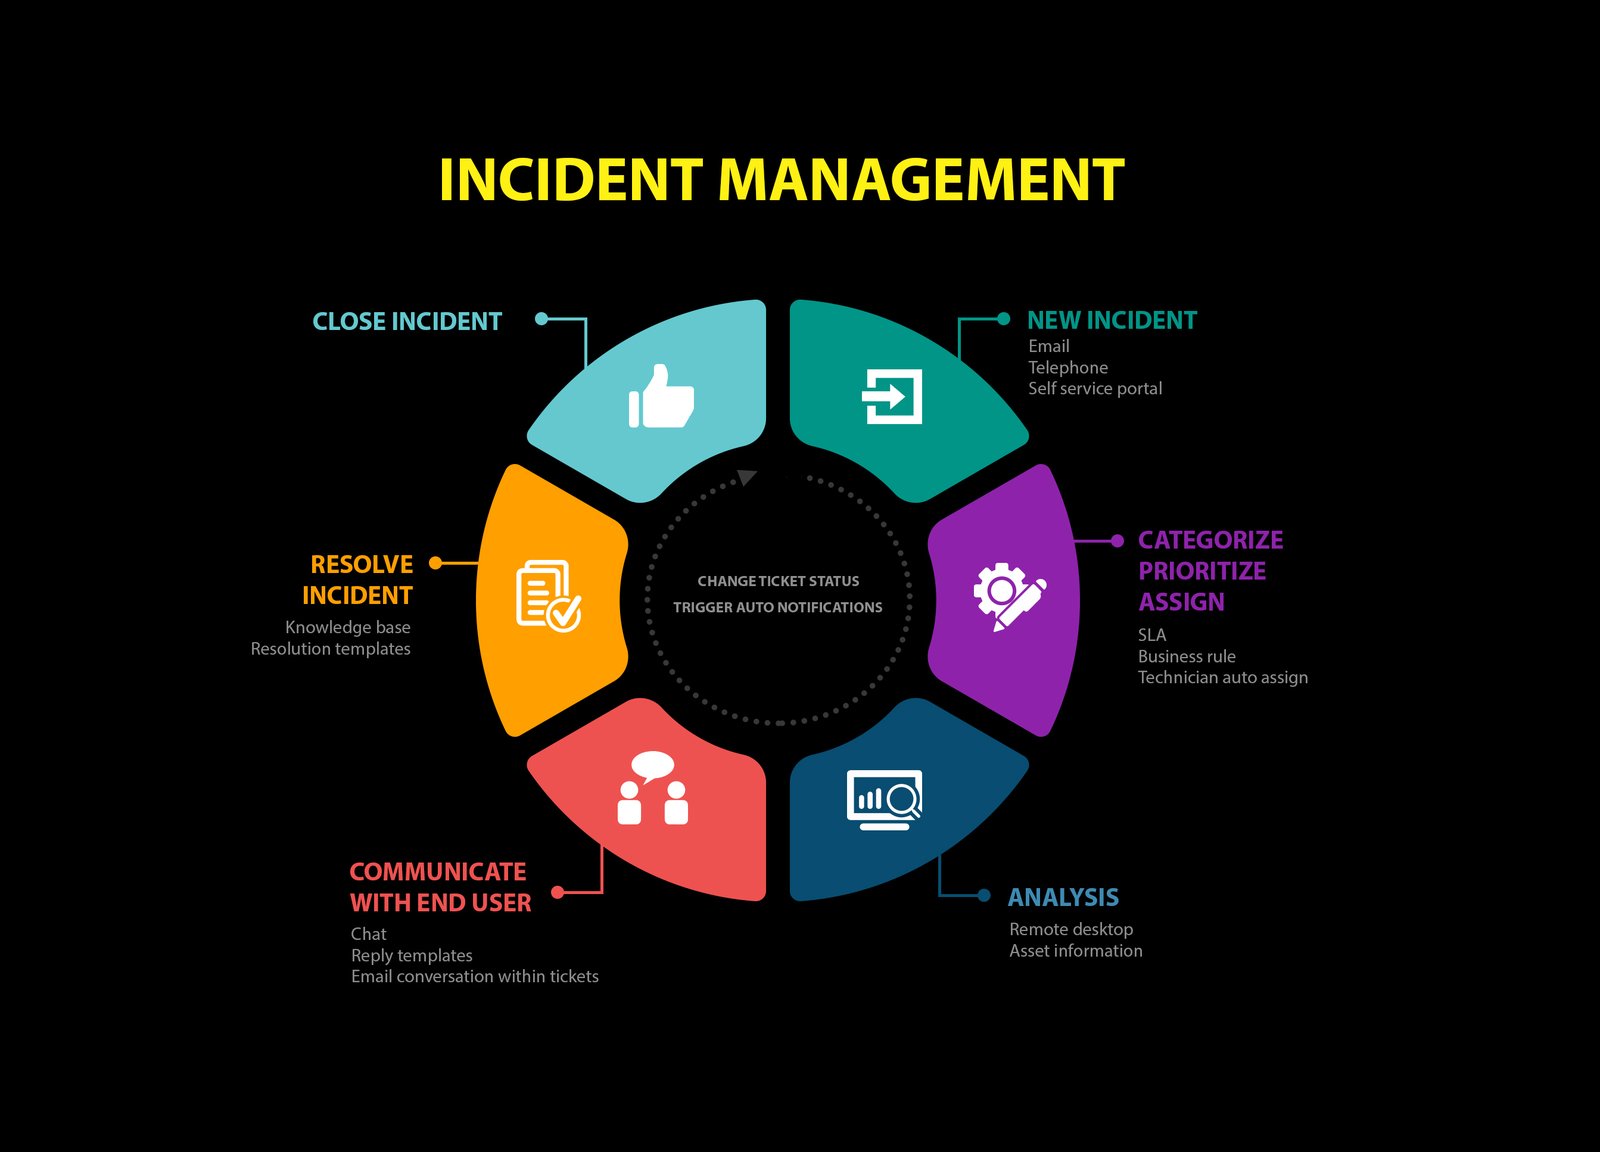 INCIDENT MANAGEMENT
CLOSE INCIDENT
NEW INCIDENT
Email
Telephone
Self service portal
CATEGORIZE
PRIORITIZE
ASSIGN
SLA
Business rule
Technician auto assign
RESOLVE
INCIDENT
Knowledge base
Resolution templates
CHANGE TICKET STATUS
TRIGGER AUTO NOTIFICATIONS
COMMUNICATE
WITH END USER
Chat
Reply templates
Email conversation within tickets
ANALYSIS
Remote desktop
Asset information